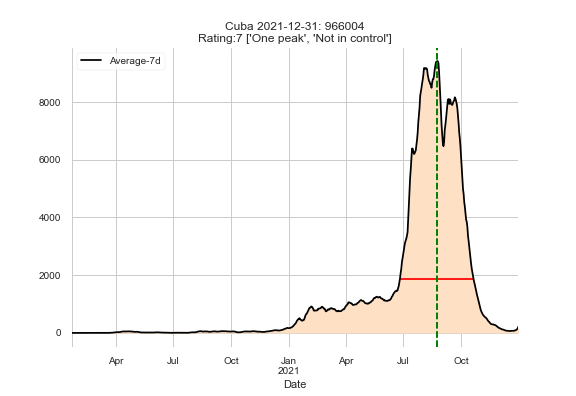 Cuba 2021-12-31: 966004
Rating:7 ['One peak', 'Not in control']
Average-7d
8000
6000
4000
2000
0
Apr Jul Oct Jan Apr Jul Oct
2021
Date